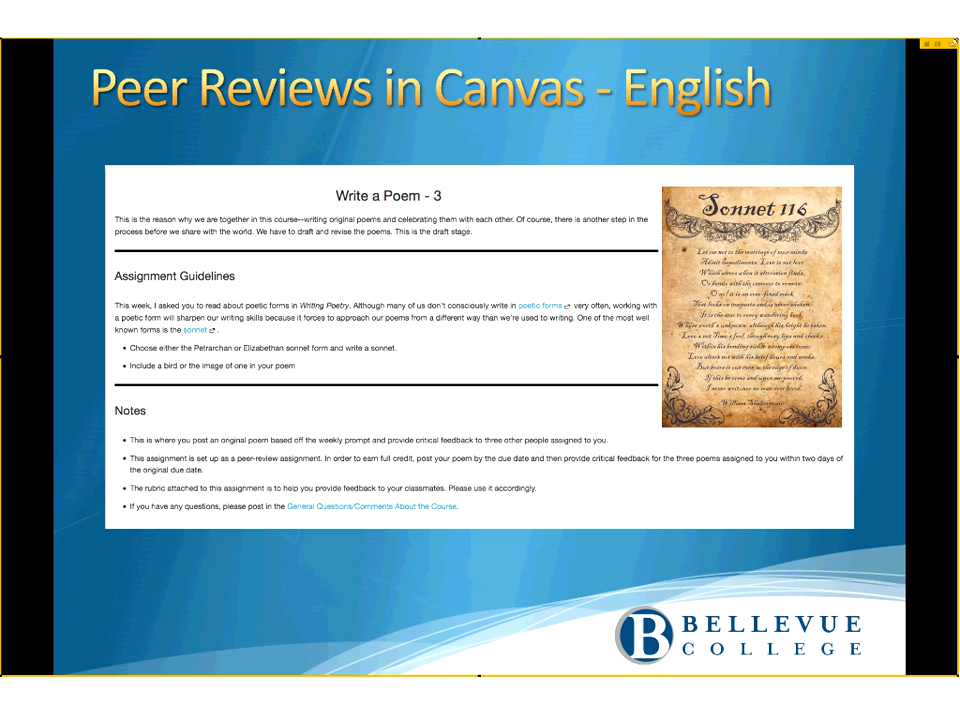 Peer Reviews in Canvas - English
Write a Poem - 3
This is the reason why we are together in this course--writing original poems and celebrating them with each other. Of course, there is another step in the
process before we share with the world. We have to draft and revise the poems. This is the draft stage.
Assignment Guidelines
This week, I asked you to read about poetic forms in Writing Poetry. Although many of us don't consciously write in poetic forms very often, working with
a poetic form will sharpen our writing skills because it forces to approach our poems from a different way than we're used to writing. One of the most well
known forms is the sonnet .
• Choose either the Petrarchan or Elizabethan sonnet form and write a sonnet.
• Include a bird or the image of one in your poem
Notes
• This is where you post an original poem based off the weekly prompt and provide critical feedback to three other people assigned to you.
• This assignment is set up as a peer-review assignment. In order to earn full credit, post your poem by the due date and then provide critical feedback for the three poems assigned to you within two days of
the original due date.
• The rubric attached to this assignment is to help you provide feedback to your classmates. Please use it accordingly.
• If you have any questions, please post in the General Questions/Comments About the Course.
Sonnet 116
Let me not to the marriage of true minds
Admit impediments. Love is not love
Which alters when it alteration finds,
Or bends with the remover to remove:
O no! it is an ever-fixed mark
That looks on tempests and is never shaken;
It is the star to every wandering bark,
Whose worth's unknown, although his height be taken.
Love's not Time's fool, though rosy lips and cheeks
Within his bending sickle's compass come;
Love alters not with his brief hours and weeks,
But bears it out even to the edge of doom.
If this be error and upon me proved,
I never writ, nor no man ever loved.
William Shakespeare
B
BELLEVUE
COLLEGE